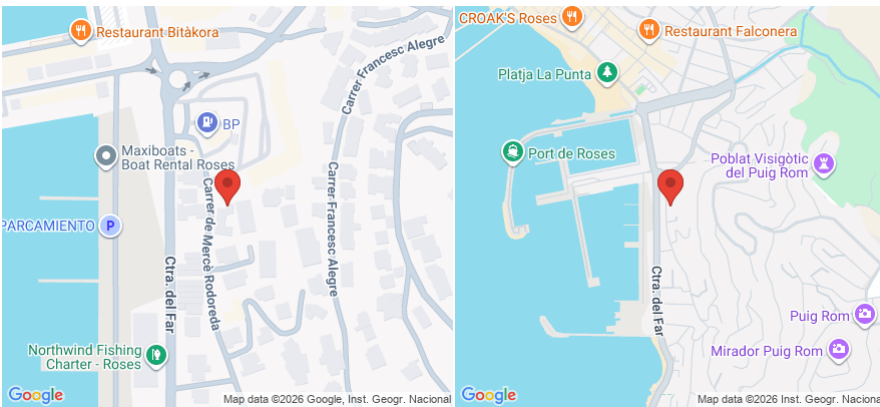 Restaurant Bitàkora
Carrer Francesc Alegre
BP
Maxiboats -
Boat Rental Roses
PARCAMIENTO
P
Carrer de Mercè Rodoreda
Carrer Francesc Alegre
Ctra. del Far
Northwind Fishing
Charter - Roses
Google
Map data ©2026 Google, Inst. Geogr. Nacional
CROAK'S Roses
Restaurant Falconera
Platja La Punta
Port de Roses
Poblat Visigòtic
del Puig Rom
Ctra. del Far
Puig Rom
Mirador Puig Rom
Google
Map data ©2026 Google, Inst. Geogr. Nacional